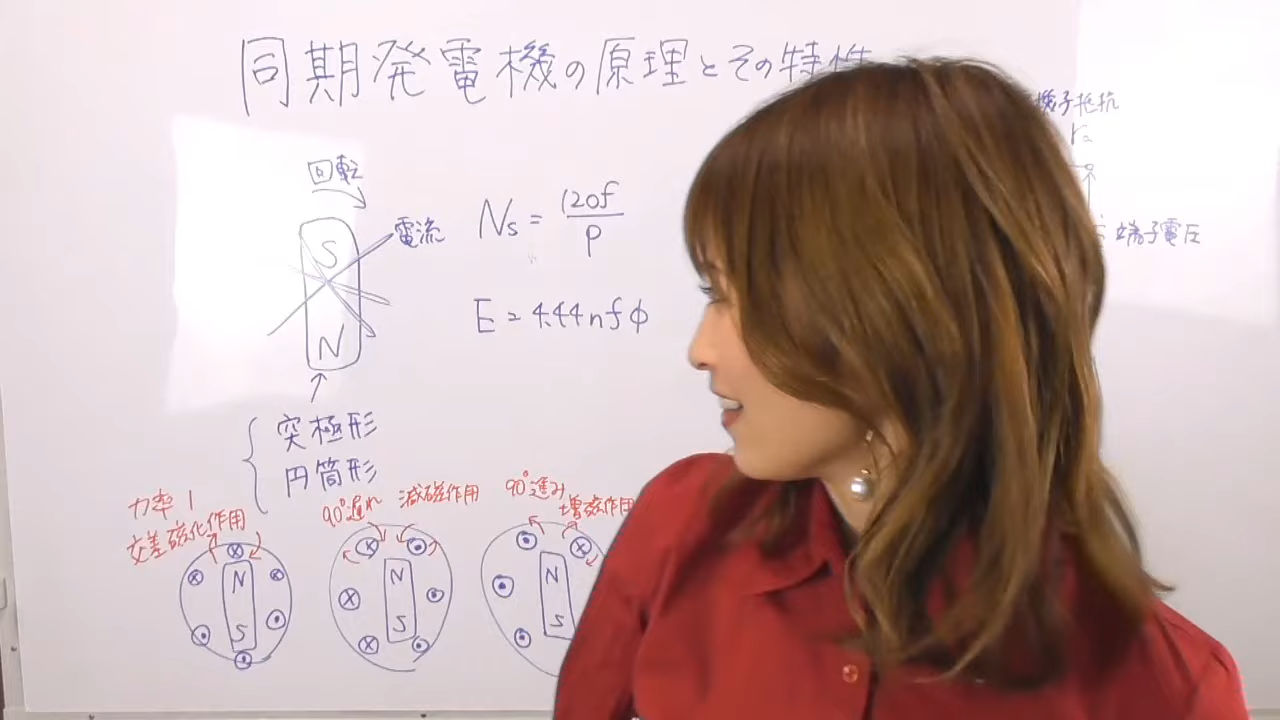 同期発電機の原理とその特性
回転
電流
S
N
Ns = 120f / P
E = 4.44nfΦ
機子抵抗
ra
端子電圧
突極形
円筒形
力率1
交差磁化作用
90°遅れ
減磁作用
90°進み
増磁作用
N
S
N
S
N
S